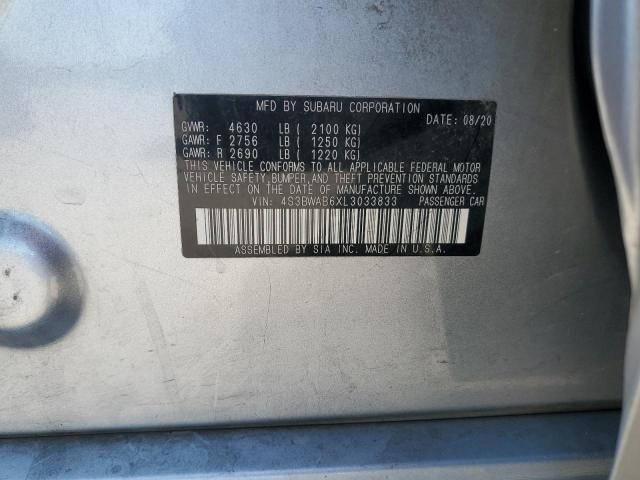 MFD BY SUBARU CORPORATION
DATE: 08/20
GVWR: 4630 LB ( 2100 KG)
GAWR: F 2756 LB ( 1250 KG)
GAWR: R 2690 LB ( 1220 KG)
THIS VEHICLE CONFORMS TO ALL APPLICABLE FEDERAL MOTOR
VEHICLE SAFETY, BUMPER, AND THEFT PREVENTION STANDARDS
IN EFFECT ON THE DATE OF MANUFACTURE SHOWN ABOVE.
VIN: 4S3BWAB6XL3033833 PASSENGER CAR
ASSEMBLED BY SIA INC. MADE IN U.S.A.